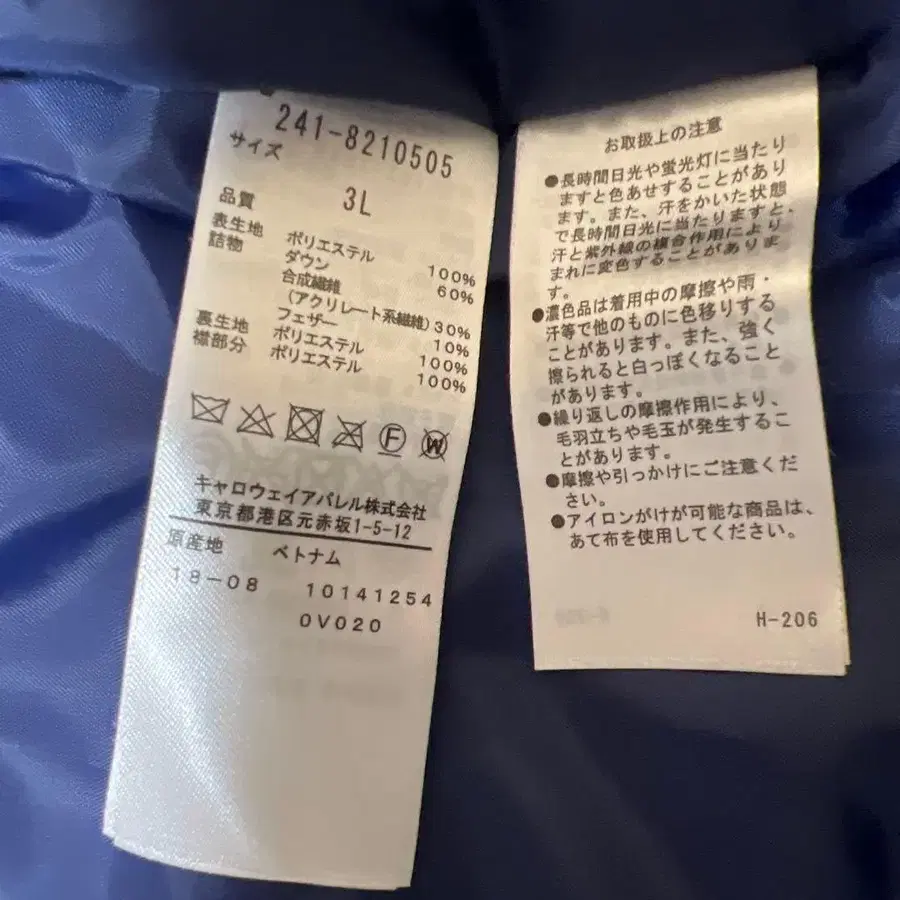 241-8210505
サイズ
3L
品質
表生地 ポリエステル 100%
詰物 ダウン 60%
合成繊維
(アクリレート系繊維) 30%
フェザー 10%
裏生地 ポリエステル 100%
襟部分 ポリエステル 100%
F W
キャロウェイアパレル株式会社
東京都港区元赤坂1-5-12
原産地 ベトナム
18-08 10141254
0V020
お取扱上の注意
●長時間日光や蛍光灯に当たり
ますと色あせすることがあり
ます。また、汗をかいた状態
で長時間日光に当たりますと、
汗と紫外線の複合作用により
まれに変色することがありま
す。
●濃色品は着用中の摩擦や雨・
汗等で他のものに色移りする
ことがあります。また、強く
擦られると白っぽくなること
があります。
●繰り返しの摩擦作用により、
毛羽立ちや毛玉が発生するこ
とがあります。
●摩擦や引っかけにご注意くだ
さい。
●アイロンがけが可能な商品は、
あて布を使用してください。
H-206